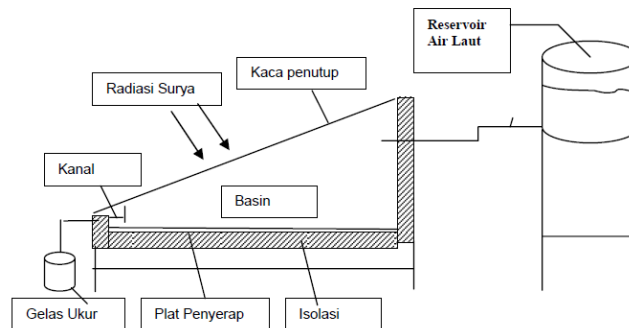 Reservoir
Air Laut
Kaca penutup
Radiasi Surya
Kanal
Basin
Gelas Ukur
Plat Penyerap
Isolasi